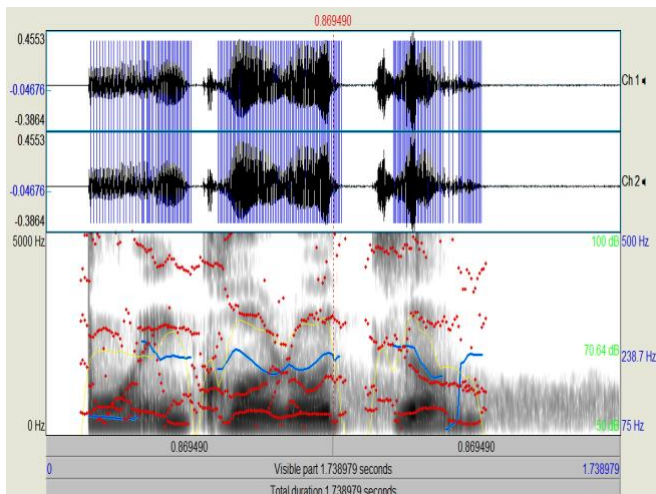 0.869490
0.4553
-0.04676
-0.3864
Ch 1
0.4553
-0.04676
-0.3864
Ch 2
5000 Hz
100 dB 500 Hz
70.64 dB
238.7 Hz
0 Hz
50 dB 75 Hz
0.869490 0.869490
0 Visible part 1.738979 seconds 1.738979
Total duration 1.738979 seconds